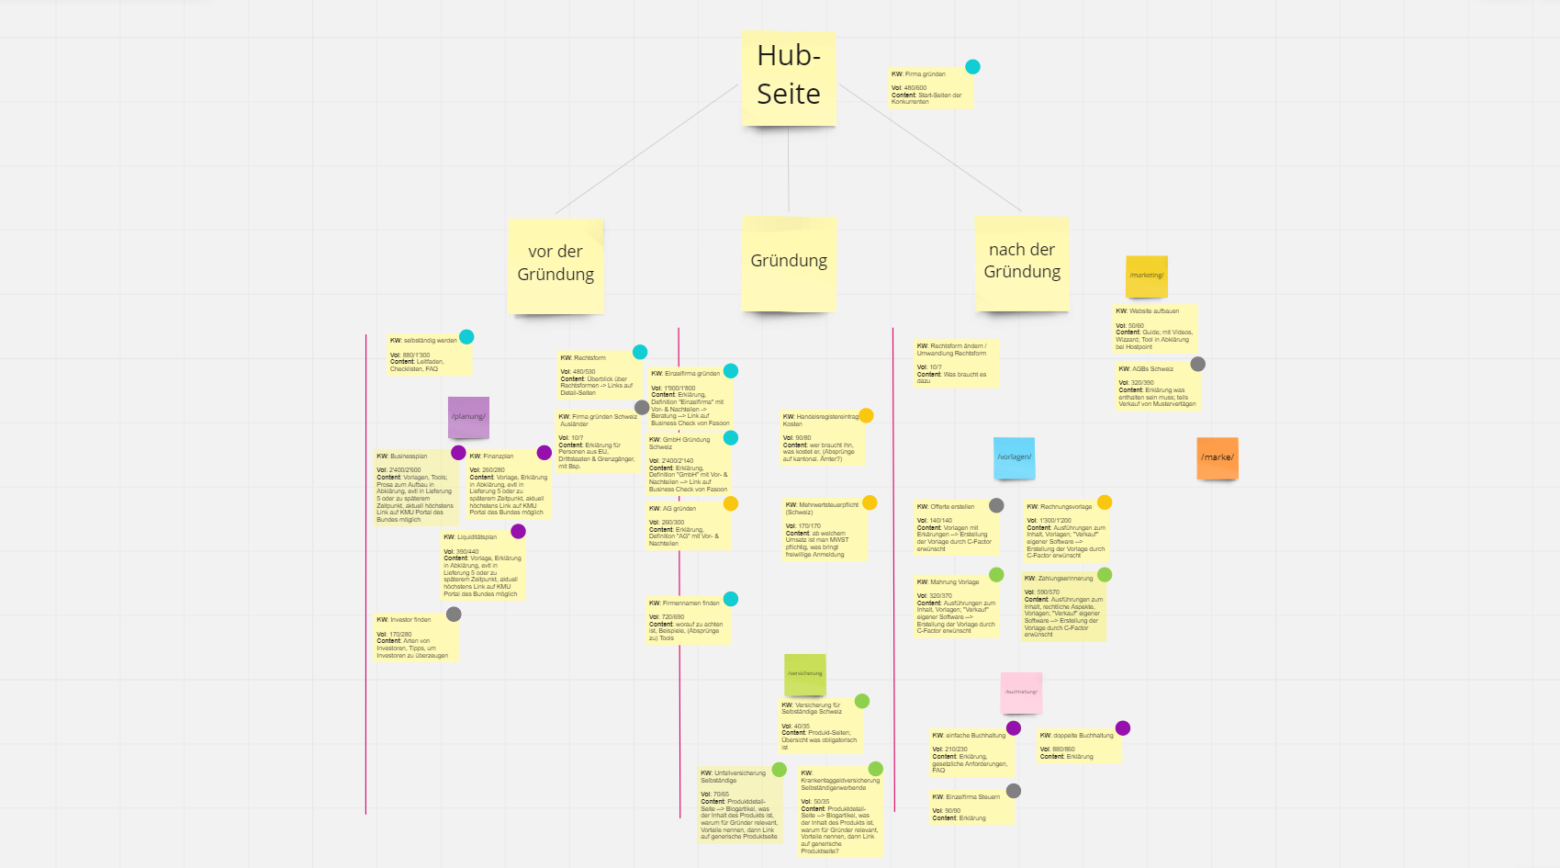 Hub-
Seite
KW: Firma gründen
Vol: 480/600
Content: Start-Seiten der
Konkurrenten
vor der
Gründung
Gründung
nach der
Gründung
/marketing/
KW: Website aufbauen
Vol: 50/60
Content: Guide; mit Videos,
Wizzard; Tool in Abklärung
bei Hostpoint
KW: AGBs Schweiz
Vol: 320/390
Content: Erklärung was
enthalten sein muss; teils
Verkauf von Musterverträgen
KW: selbständig werden
Vol: 880/1'300
Content: Leitfaden,
Checklisten, FAQ
/planung/
KW: Businessplan
Vol: 2'400/2'600
Content: Vorlagen, Tools,
Prosa zum Aufbau in
Abklärung, evtl in Lieferung
5 oder zu späterem
Zeitpunkt, aktuell höchstens
Link auf KMU Portal des
Bundes möglich
KW: Finanzplan
Vol: 260/280
Content: Vorlage, Erklärung
in Abklärung, evtl in
Lieferung 5 oder zu
späterem Zeitpunkt, aktuell
höchstens Link auf KMU
Portal des Bundes möglich
KW: Liquiditätsplan
Vol: 390/440
Content: Vorlage, Erklärung
in Abklärung, evtl in
Lieferung 5 oder zu
späterem Zeitpunkt, aktuell
höchstens Link auf KMU
Portal des Bundes möglich
KW: Investor finden
Vol: 170/280
Content: Arten von
Investoren, Tipps, um
Investoren zu überzeugen
KW: Rechtsform
Vol: 480/530
Content: Überblick über
Rechtsformen -> Links auf
Detail-Seiten
KW: Firma gründen Schweiz
Ausländer
Vol: 10/?
Content: Erklärung für
Personen aus EU,
Drittstaaten & Grenzgänger,
mit Bsp.
KW: Einzelfirma gründen
Vol: 1'900/1'800
Content: Erklärung,
Definition "Einzelfirma" mit
Vor- & Nachteilen ->
Beratung --> Link auf
Business Check von Fasoon
KW: GmbH Gründung
Schweiz
Vol: 2'400/2'140
Content: Erklärung,
Definition "GmbH" mit Vor- &
Nachteilen --> Link auf
Business Check von Fasoon
KW: AG gründen
Vol: 260/300
Content: Erklärung,
Definition "AG" mit Vor- &
Nachteilen
KW: Firmennamen finden
Vol: 720/690
Content: worauf zu achten
ist, Beispiele, (Absprünge
zu) Tools
KW: Handelsregistereintrag
Kosten
Vol: 90/80
Content: wer braucht ihn,
was kostet er, (Absprünge
auf kantonal. Ämter?)
KW: Mehrwertsteuerpflicht
(Schweiz)
Vol: 170/170
Content: ab welchem
Umsatz ist man MWST
pflichtig, was bringt
freiwillige Anmeldung
/versicherung
KW: Versicherung für
Selbständige Schweiz
Vol: 40/35
Content: Produkt-Seiten;
Übersicht was obligatorisch
ist
KW: Unfallversicherung
Selbständige
Vol: 70/65
Content: Produktdetail-
Seite --> Blogartikel, was
der Inhalt des Produkts ist,
warum für Gründer relevant,
Vorteile nennen, dann Link
auf generische Produktseite
KW:
Krankentaggeldversicherung
Selbständigerwerbende
Vol: 50/35
Content: Produktdetail-
Seite --> Blogartikel, was
der Inhalt des Produkts ist,
warum für Gründer relevant,
Vorteile nennen, dann Link
auf generische
Produktseite?
KW: Rechtsform ändern /
Umwandlung Rechtsform
Vol: 10/?
Content: Was braucht es
dazu
/vorlagen/
/marke/
KW: Offerte erstellen
Vol: 140/140
Content: Vorlagen mit
Erklärungen --> Erstellung
der Vorlage durch C-Factor
erwünscht
KW: Rechnungsvorlage
Vol: 1'300/1'200
Content: Ausführungen zum
Inhalt, Vorlagen; "Verkauf"
eigener Software -->
Erstellung der Vorlage durch
C-Factor erwünscht
KW: Mahnung Vorlage
Vol: 320/370
Content: Ausführungen zum
Inhalt, Vorlagen; "Verkauf"
eigener Software -->
Erstellung der Vorlage durch
C-Factor erwünscht
KW: Zahlungserinnerung
Vol: 590/570
Content: Ausführungen zum
Inhalt, rechtliche Aspekte,
Vorlagen; "Verkauf" eigener
Software --> Erstellung der
Vorlage durch C-Factor
erwünscht
/buchhaltung/
KW: einfache Buchhaltung
Vol: 210/230
Content: Erklärung,
gesetzliche Anforderungen,
FAQ
KW: doppelte Buchhaltung
Vol: 880/860
Content: Erklärung
KW: Einzelfirma Steuern
Vol: 90/90
Content: Erklärung